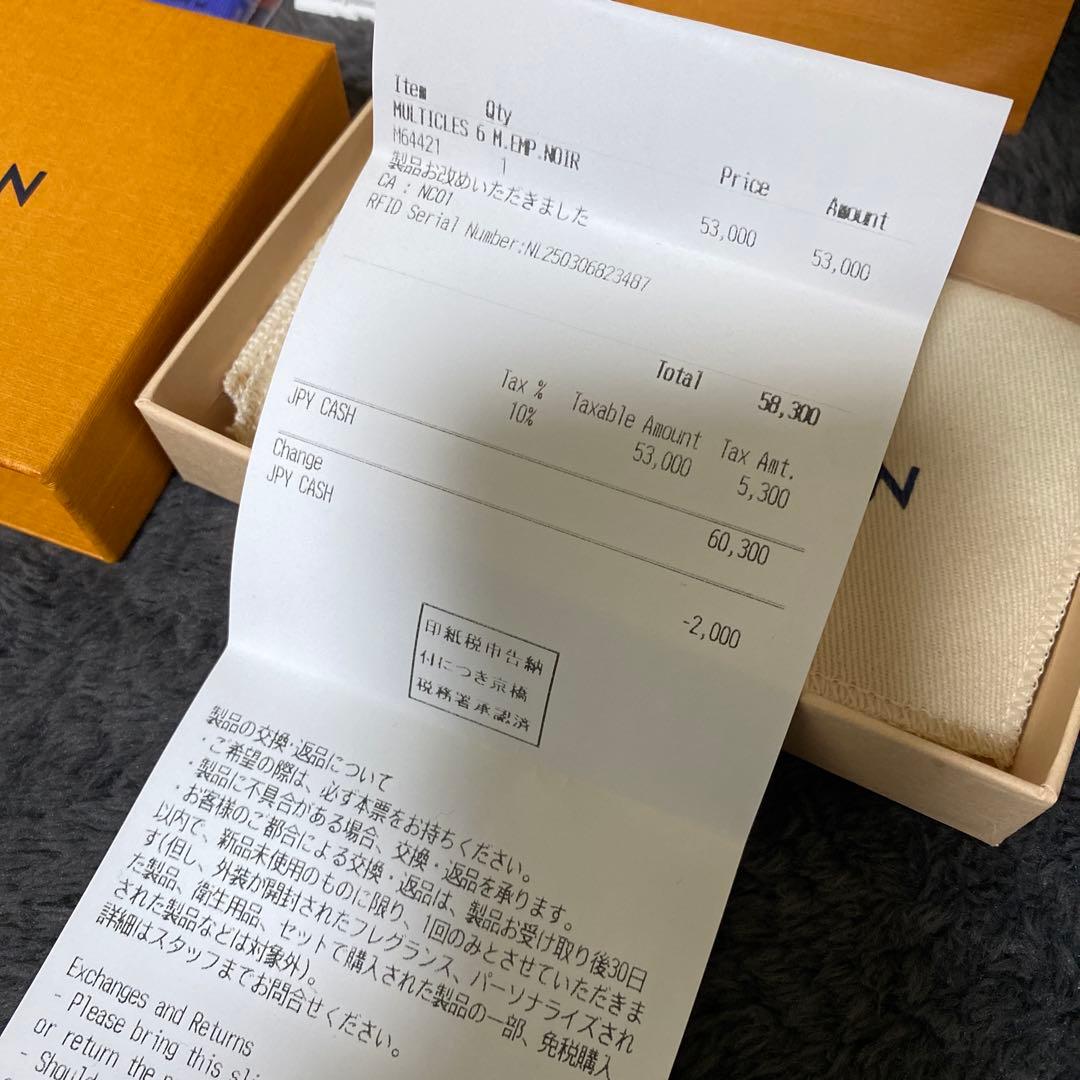 N
Item Qty Price Amount
MULTICLES 6 M.EMP.NOIR
M64421 1 53,000 53,000
製品お改めいただきました
CA : NC01
RFID Serial Number:NL250306823487
Total 58,300
Tax % Taxable Amount Tax Amt.
10% 53,000 5,300
JPY CASH 60,300
Change
JPY CASH -2,000
印紙税申告納
付につき京橋
税務署承認済
製品の交換・返品について
・ご希望の際は、必ず本票をお持ちください。
・製品に不具合がある場合、交換・返品を承ります。
・お客様のご都合による交換・返品は、製品お受け取り後30日
以内で、新品未使用のものに限り、1回のみとさせていただきま
す(但し、外装が開封されたフレグランス、パーソナライズされ
た製品、衛生用品、セットで購入された製品の一部、免税購入
された製品などは対象外)。
詳細はスタッフまでお問合せください。
Exchanges and Returns
- Please bring this
or return the
N